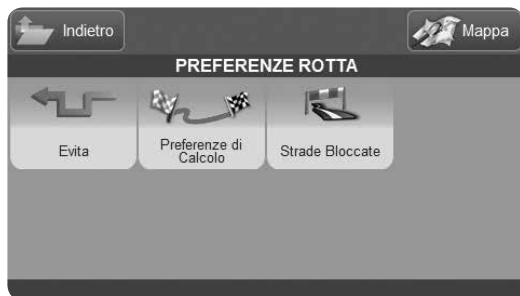 Indietro
Mappa
PREFERENZE ROTTA
Evita
Preferenze di
Calcolo
Strade Bloccate